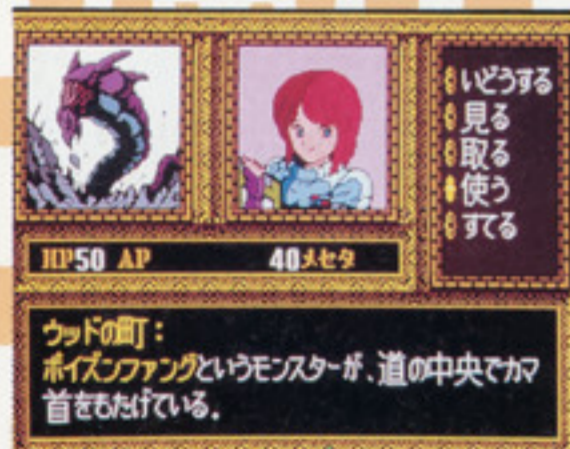 いどうする
見る
取る
使う
すてる
HP50 AP 40メセタ
ウッドの町：
ポイズンファングというモンスターが、道の中央でカマ
首をもたげている。